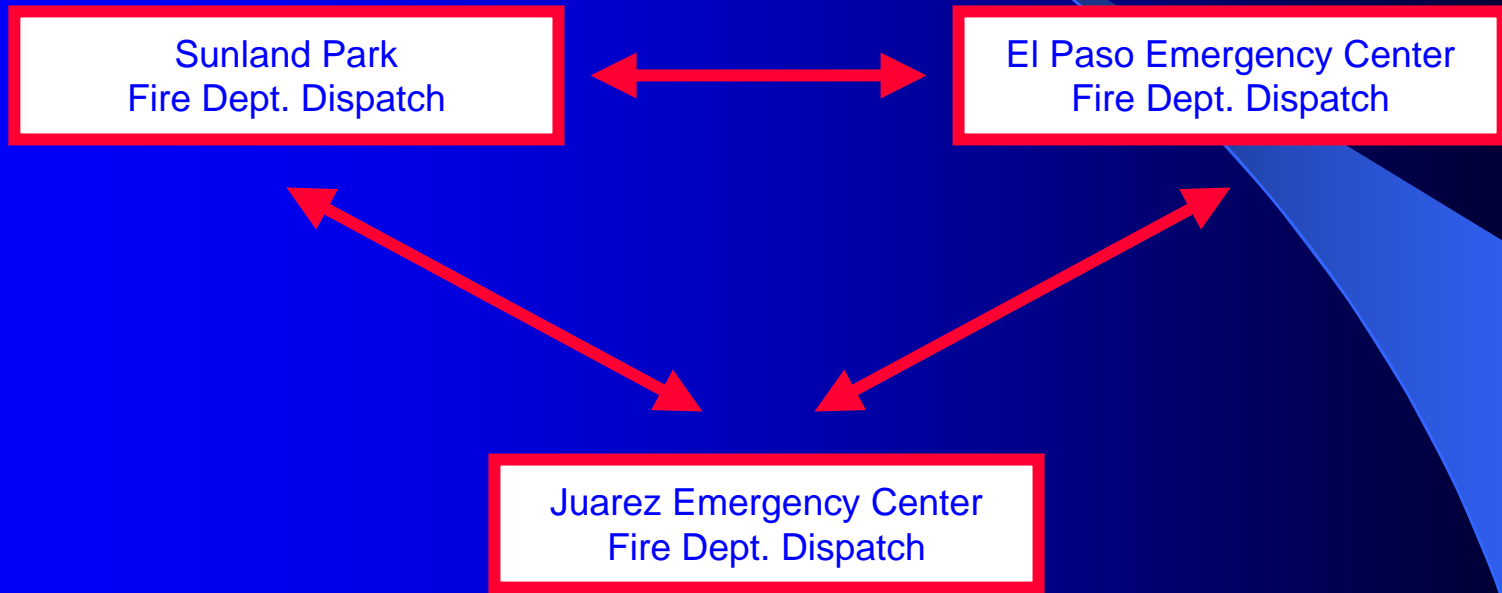 Sunland Park
Fire Dept. Dispatch
El Paso Emergency Center
Fire Dept. Dispatch
Juarez Emergency Center
Fire Dept. Dispatch